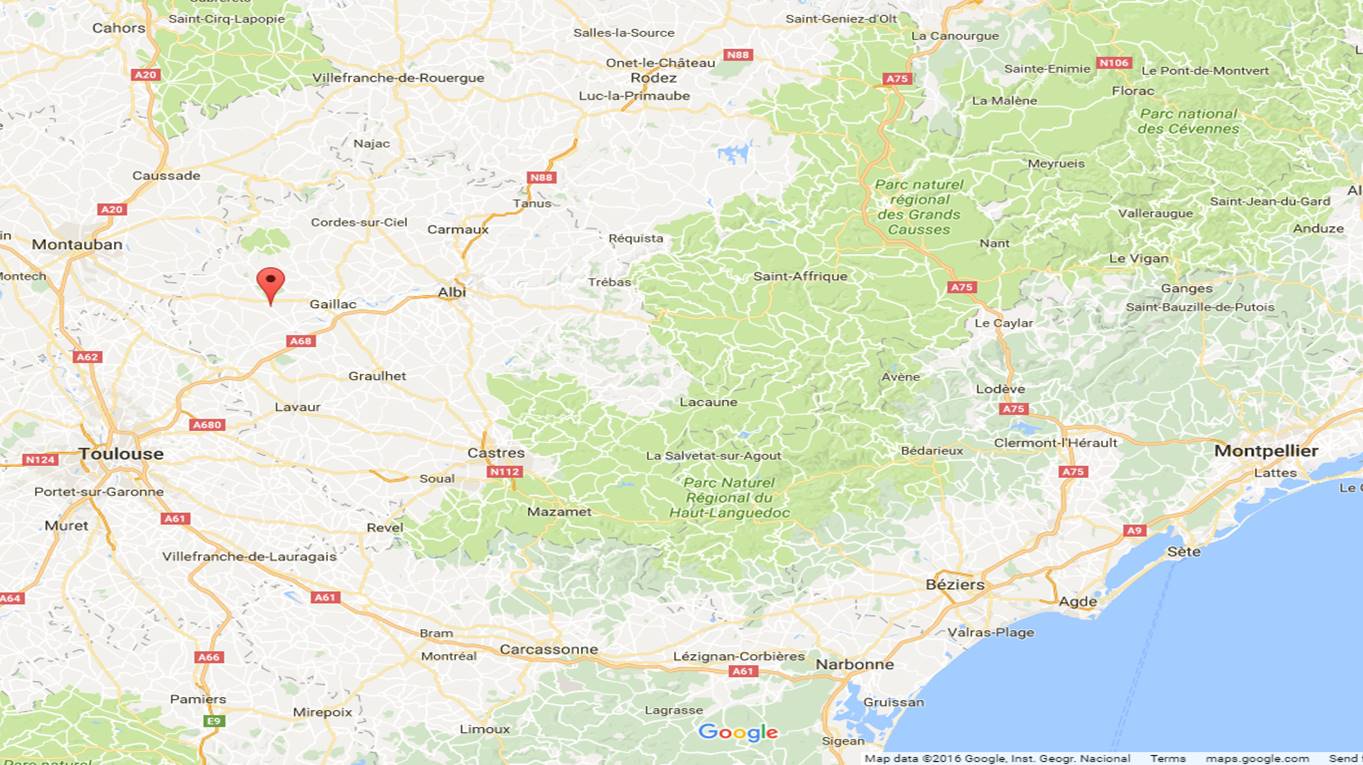 Saint-Cirq-Lapopie
Cahors
Saint-Geniez-d'Olt
La Canourgue
Salles-la-Source
N88
Onet-le-Château
Rodez
Luc-la-Primaube
A20
Villefranche-de-Rouergue
A75
Sainte-Enimie
N106
Le Pont-de-Montvert
Florac
La Malène
Parc national
des Cévennes
Najac
Meyrueis
Caussade
N88
Tanus
Parc naturel
régional
des Grands
Causses
A20
Cordes-sur-Ciel
Carmaux
Valleraugue
Saint-Jean-du-Gard
Anduze
Montauban
Réquista
Nant
Le Vigan
Montech
Trébas
Saint-Affrique
A75
Ganges
Saint-Bauzille-de-Putois
Gaillac
Albi
Le Caylar
A68
A62
Graulhet
Avène
Lodève
Lavaur
Lacaune
A75
A680
Toulouse
N124
Castres
N112
La Salvetat-sur-Agout
Bédarieux
Clermont-l'Hérault
Montpellier
Lattes
A75
Soual
Portet-sur-Garonne
Parc Naturel
Régional du
Haut-Languedoc
A61
Muret
Revel
Mazamet
A9
Sète
Villefranche-de-Lauragais
A64
A61
Béziers
Agde
Valras-Plage
Bram
Montréal
Carcassonne
Lézignan-Corbières
A61
Narbonne
A66
Pamiers
E9
Mirepoix
Limoux
Lagrasse
Gruissan
Google
Sigean
Map data ©2016 Google, Inst. Geogr. Nacional Terms maps.google.com Send